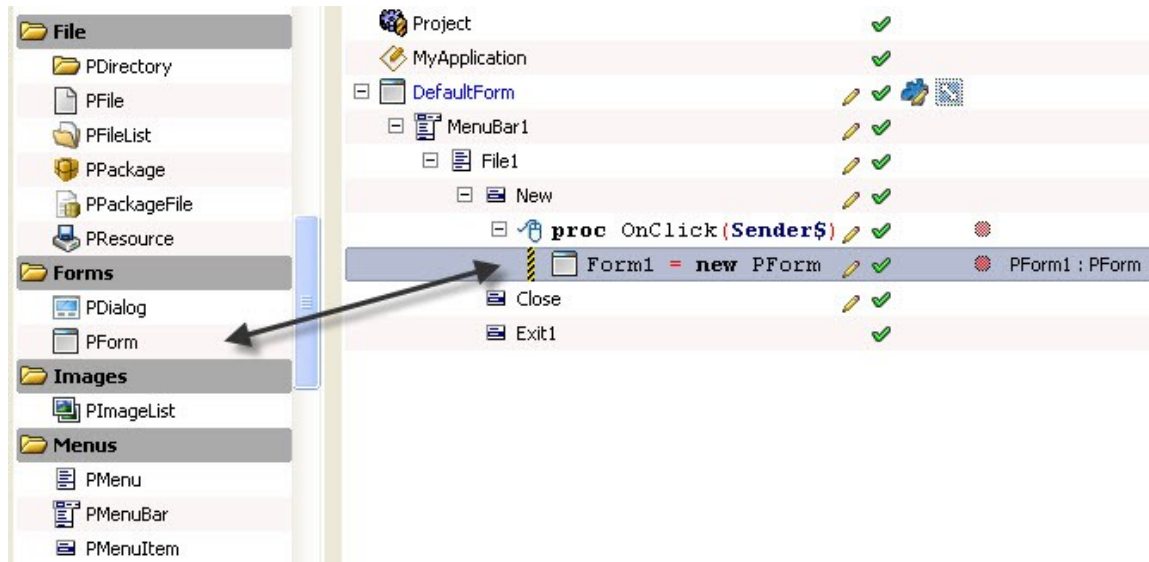 File
PDirectory
PFile
PFileList
PPackage
PPackageFile
PResource
Forms
PDialog
PForm
Images
PImageList
Menus
PMenu
PMenuBar
PMenuItem
Project
MyApplication
DefaultForm
MenuBar1
File1
New
proc OnClick(Sender$)
Form1 = new PForm PForm1 : PForm
Close
Exit1